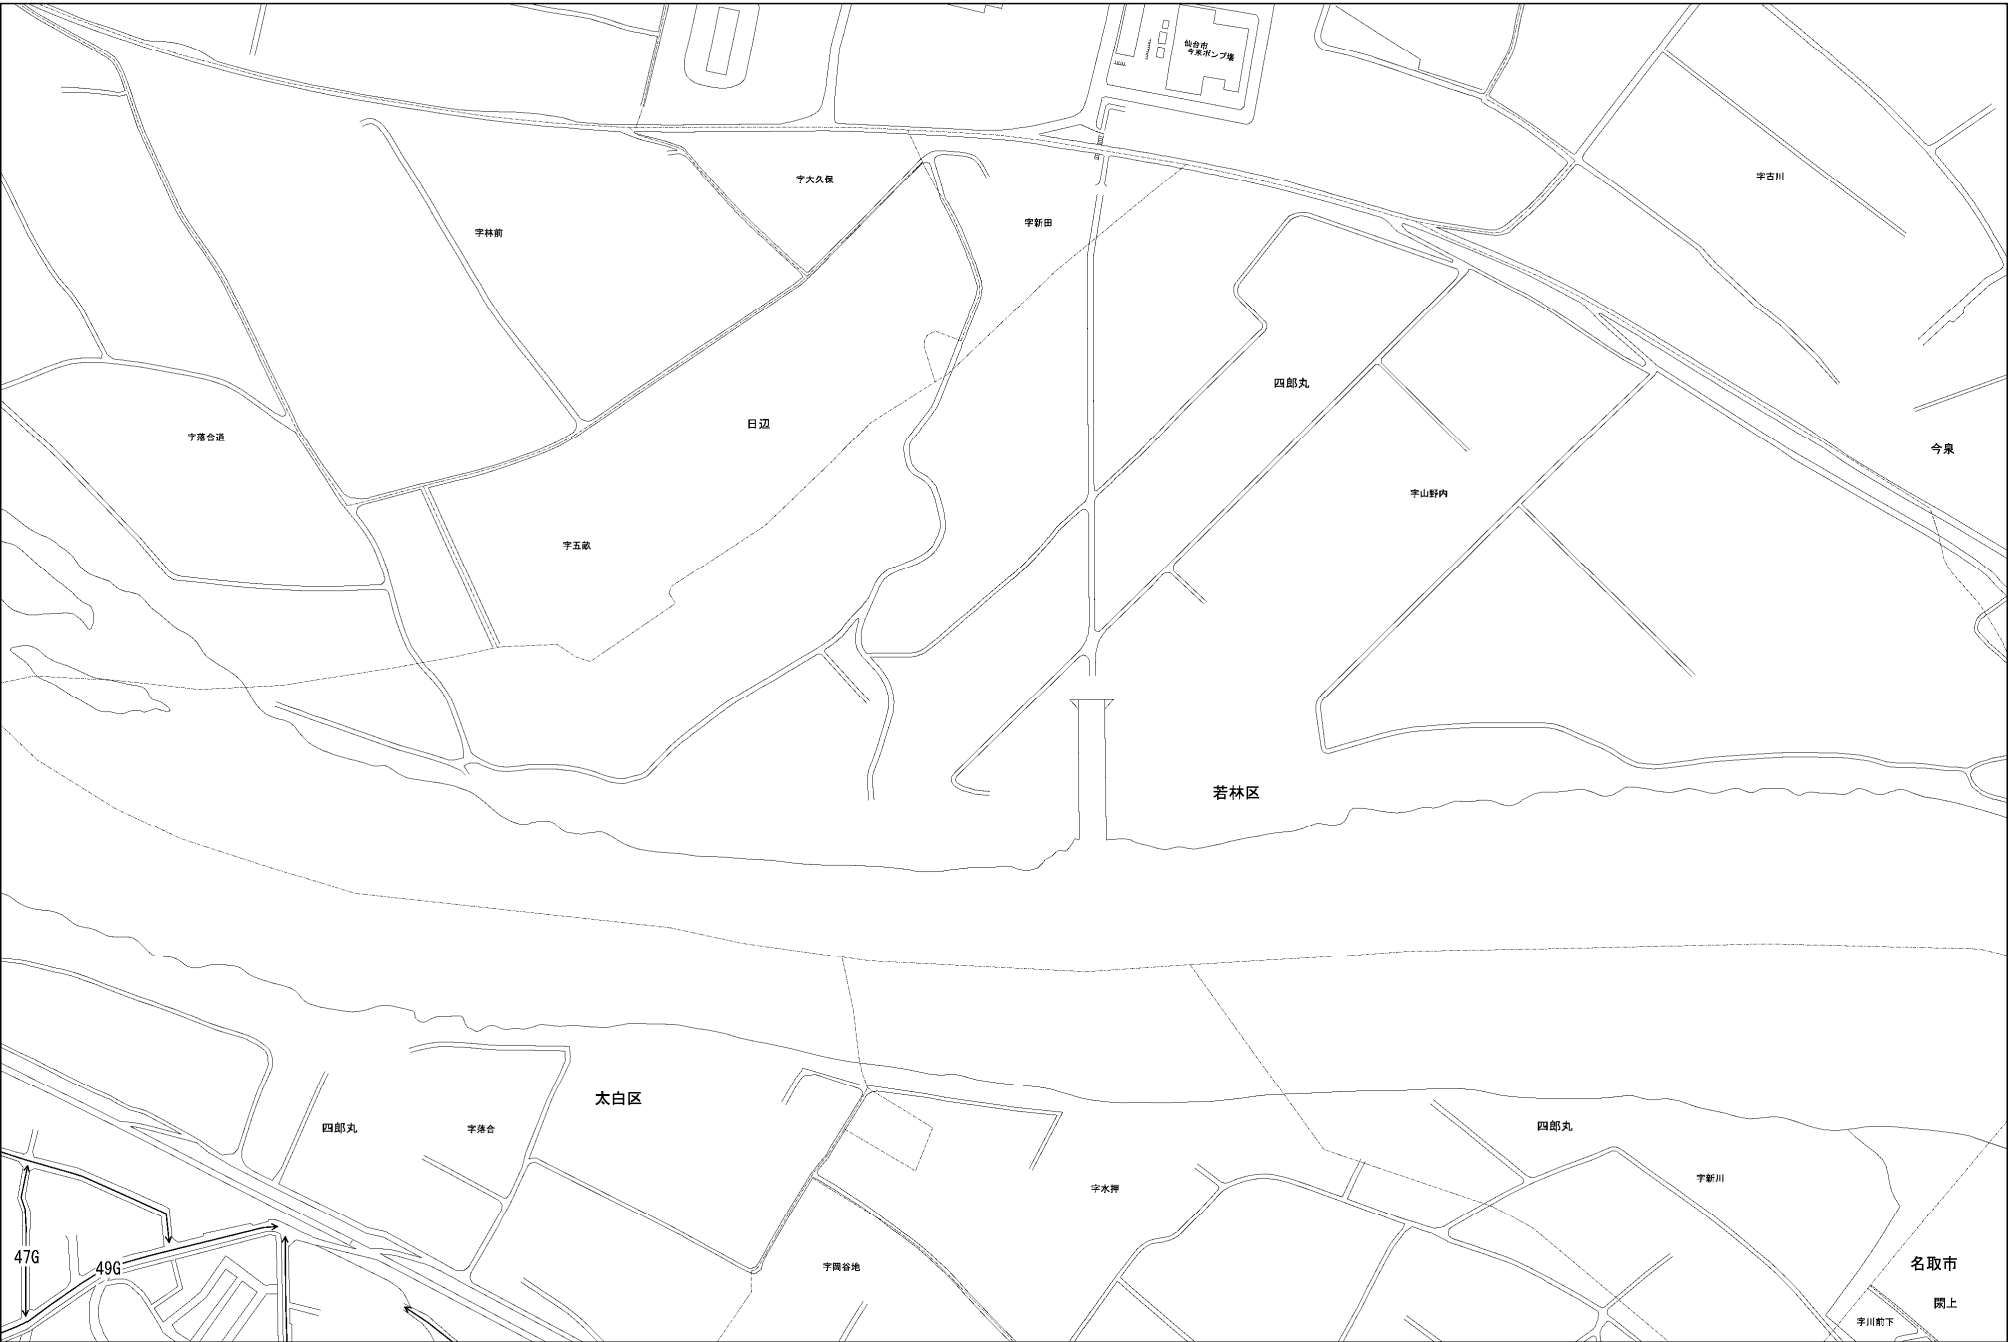 仙台市
今泉ポンプ場
字大久保
字古川
字新田
字林前
四郎丸
日辺
字落合道
今泉
字山野内
字五畝
若林区
太白区
四郎丸
字落合
四郎丸
字新川
字水押
47G
49G
字岡谷地
名取市
閖上
字川前下